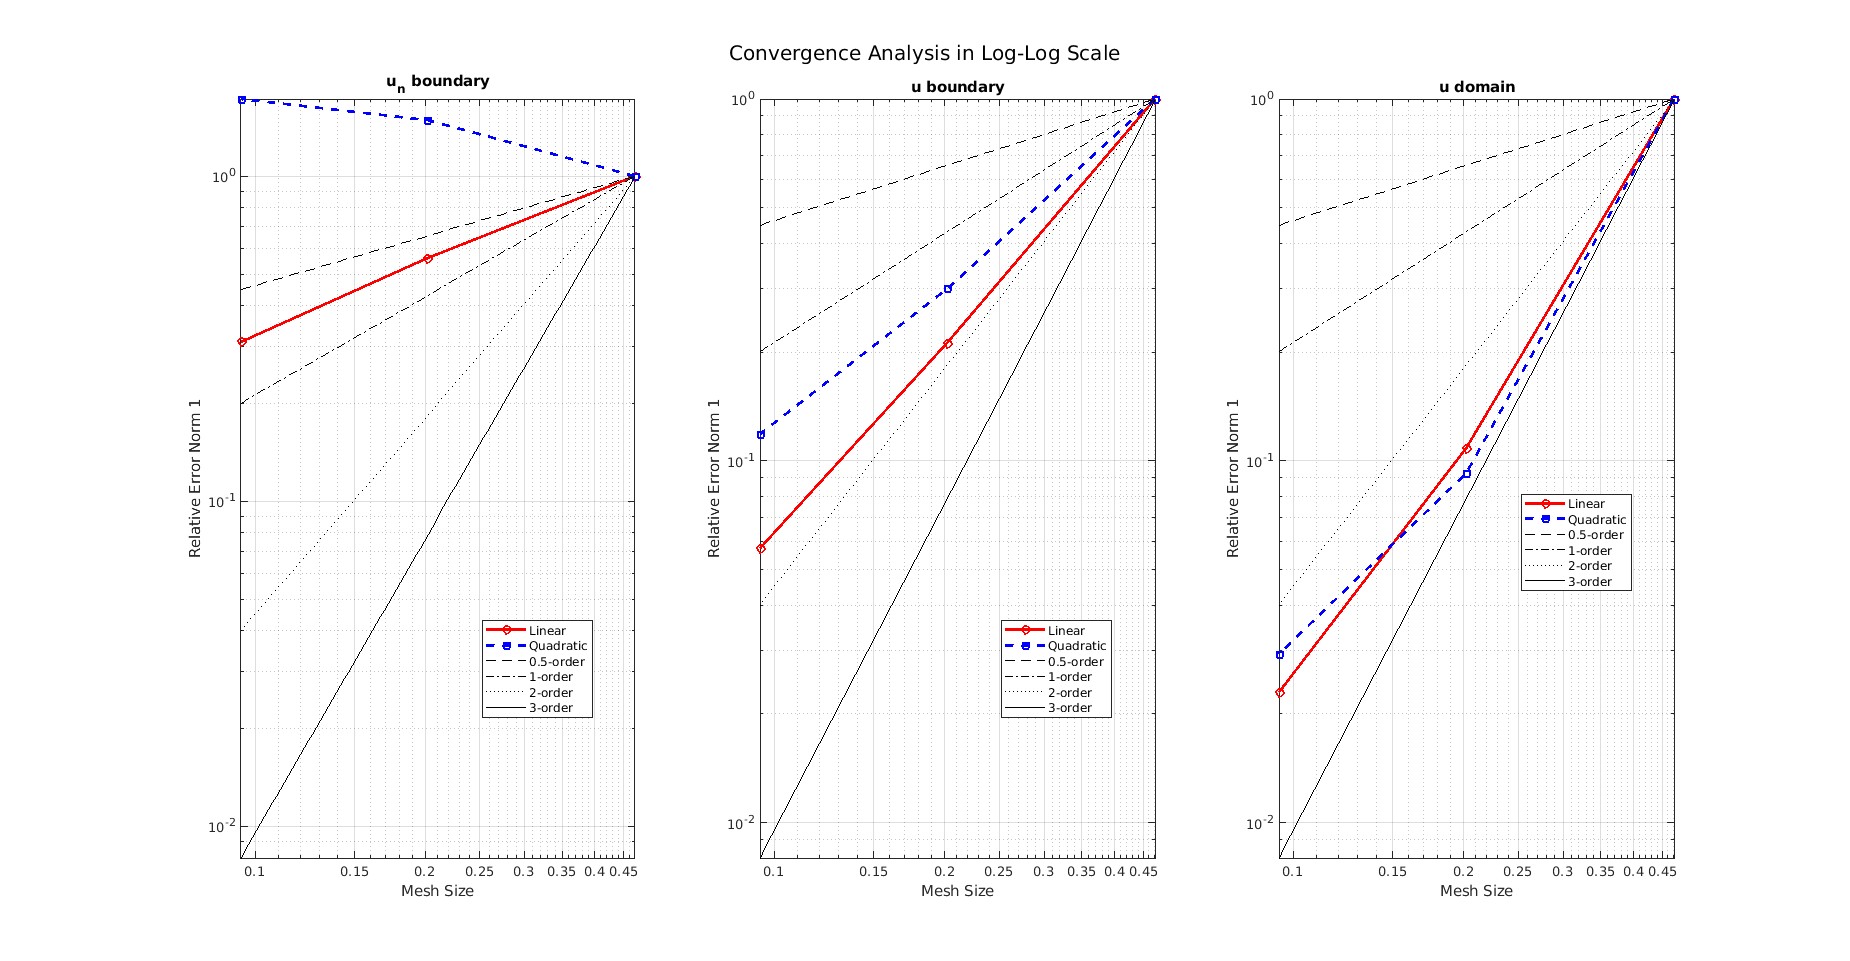 Convergence Analysis in Log-Log Scale
u_n boundary
10^0
10^-1
10^-2
Relative Error Norm 1
0.1 0.15 0.2 0.25 0.3 0.35 0.4 0.45
Mesh Size
Linear
Quadratic
0.5-order
1-order
2-order
3-order
u boundary
10^0
10^-1
10^-2
Relative Error Norm 1
0.1 0.15 0.2 0.25 0.3 0.35 0.4 0.45
Mesh Size
Linear
Quadratic
0.5-order
1-order
2-order
3-order
u domain
10^0
10^-1
10^-2
Relative Error Norm 1
0.1 0.15 0.2 0.25 0.3 0.35 0.4 0.45
Mesh Size
Linear
Quadratic
0.5-order
1-order
2-order
3-order